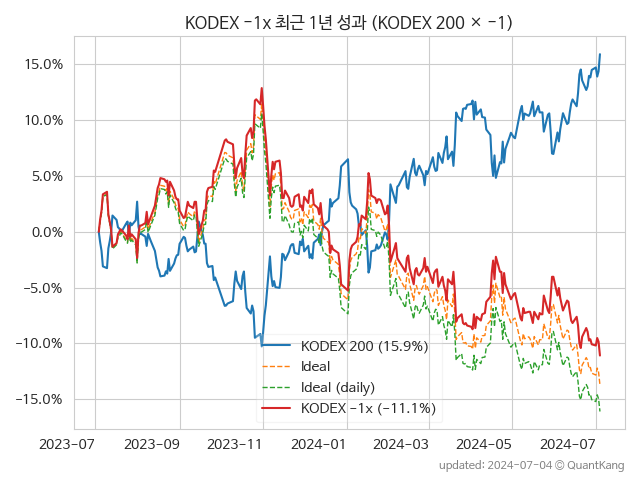 KODEX -1x 최근 1년 성과 (KODEX 200 × -1)
15.0%
10.0%
5.0%
0.0%
-5.0%
-10.0%
-15.0%
KODEX 200 (15.9%)
Ideal
Ideal (daily)
KODEX -1x (-11.1%)
2023-07 2023-09 2023-11 2024-01 2024-03 2024-05 2024-07
updated: 2024-07-04 © QuantKang